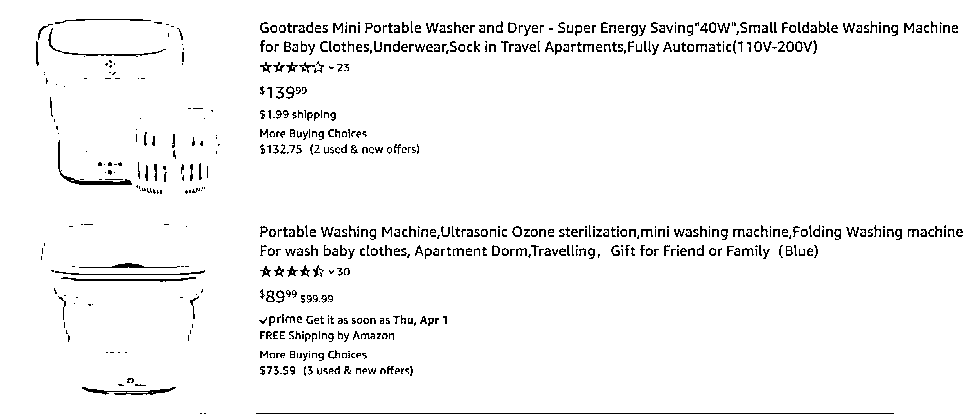 Gootrades Mini Portable Washer and Dryer - Super Energy Saving"40W",Small Foldable Washing Machine
for Baby Clothes,Underwear,Sock in Travel Apartments,Fully Automatic(110V-200V)
23
$139.99
$1.99 shipping
More Buying Choices
$132.75 (2 used & new offers)
Portable Washing Machine,Ultrasonic Ozone sterilization,mini washing machine,Folding Washing machine
For wash baby clothes, Apartment Dorm,Travelling，Gift for Friend or Family（Blue)
30
$89.99 $99.99
prime Get it as soon as Thu, Apr 1
FREE Shipping by Amazon
More Buying Choices
$73.59 (3 used & new offers)